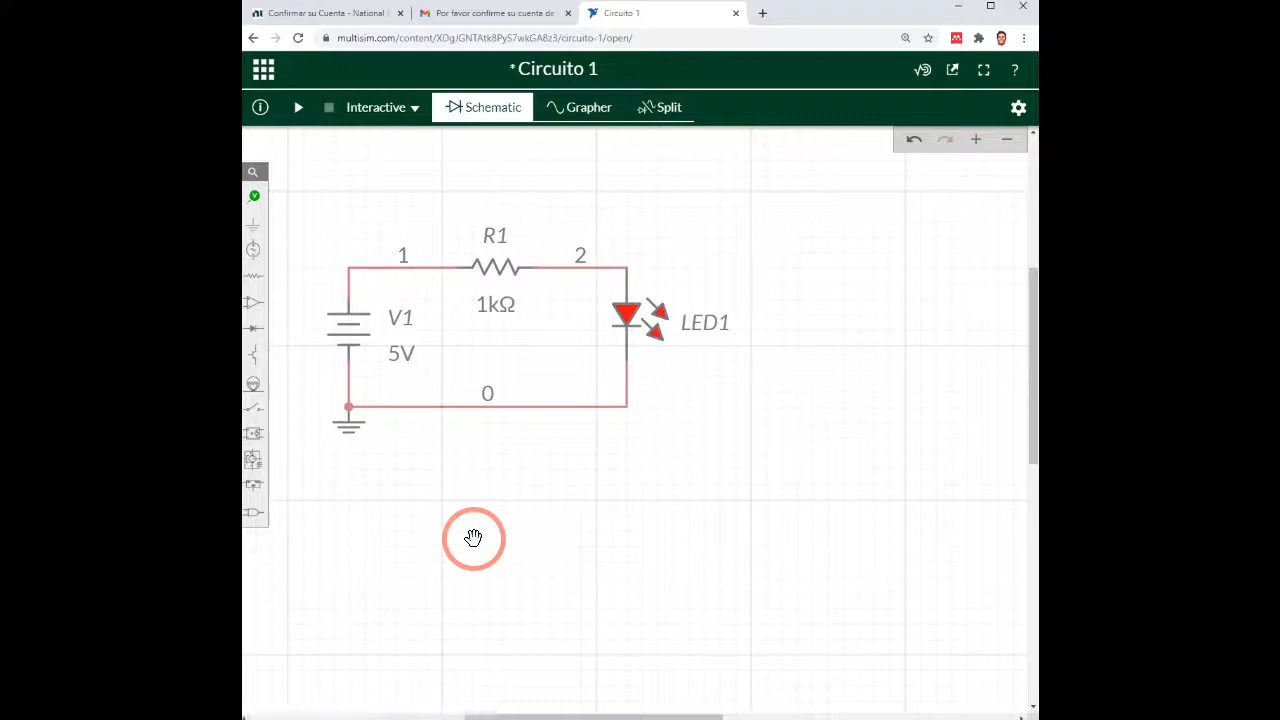 Confirmar su Cuenta - National
Por favor confirme su cuenta de
Circuito 1
multisim.com/content/XDgJGNTAtk8PyS7wkGA8z3/circuito-1/open/
*Circuito 1
?
Interactive
Schematic
Grapher
Split
V
R1
1
2
1kΩ
V1
5V
LED1
0